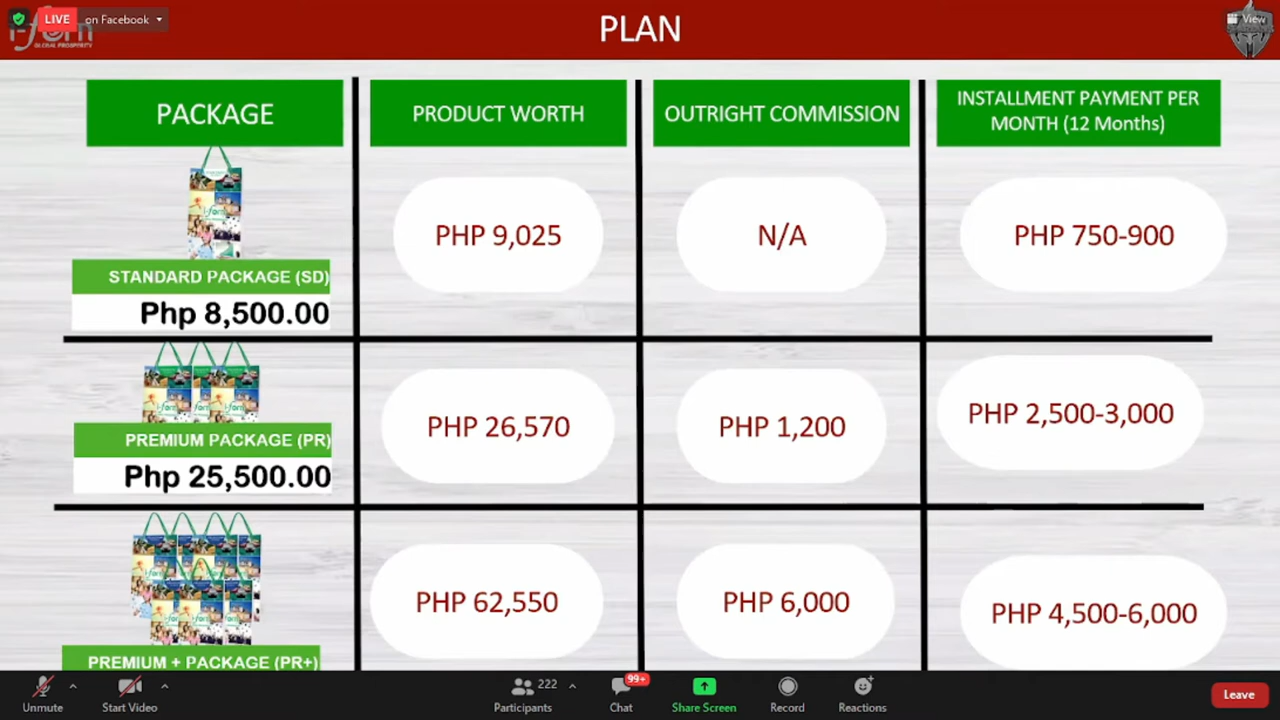 LIVE
on Facebook
PLAN
i-fern
GLOBAL PROSPERITY
View
PACKAGE
PRODUCT WORTH
OUTRIGHT COMMISSION
INSTALLMENT PAYMENT PER
MONTH (12 Months)
STANDARD PACKAGE (SD)
Php 8,500.00
PHP 9,025
N/A
PHP 750-900
PREMIUM PACKAGE (PR)
Php 25,500.00
PHP 26,570
PHP 1,200
PHP 2,500-3,000
PREMIUM + PACKAGE (PR+)
PHP 62,550
PHP 6,000
PHP 4,500-6,000
Unmute
Start Video
222
Participants
99+
Chat
Share Screen
Record
Reactions
Leave